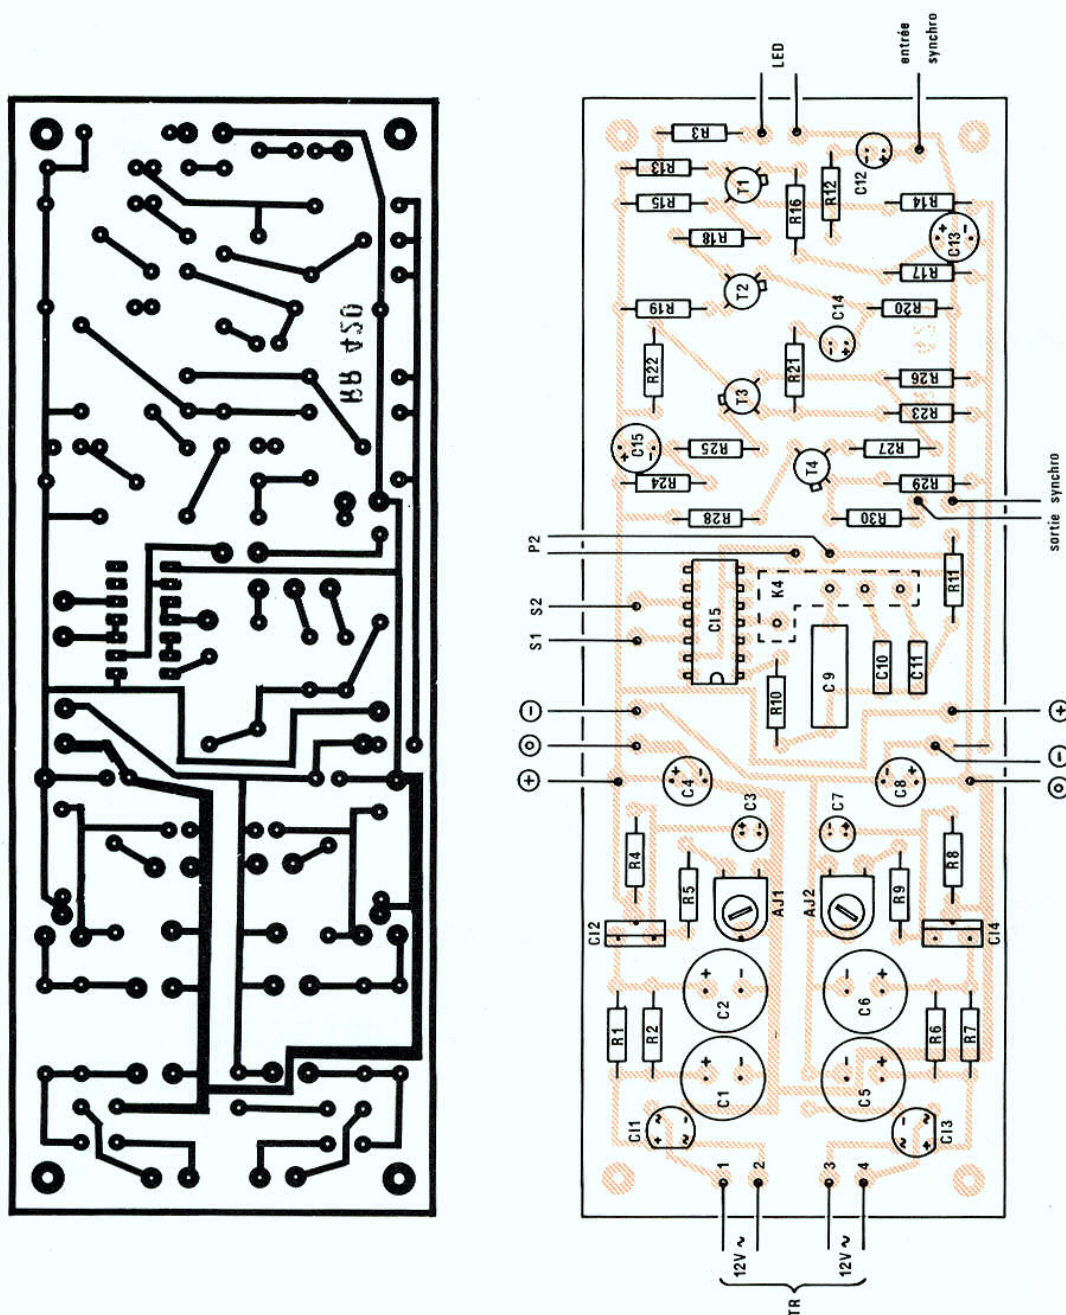 RR 420
LED
entrée
synchro
R3
R13
T1
R15
R16
R12
C12
R14
C13
R18
R17
T2
R19
C14
R20
R22
R21
T3
R26
R23
C15
R25
T4
R27
R24
R28
R29
R30
sortie synchro
P2
S2
S1
CI5
K4
R11
R10
C9
C10
C11
−
O
+
+
−
O
C4
C3
C7
C8
R4
R5
R9
R8
AJ1
AJ2
CI2
CI4
C2
C6
R1
R2
R6
R7
C1
C5
CI1
CI3
1
2
3
4
12V ~
12V ~
TR